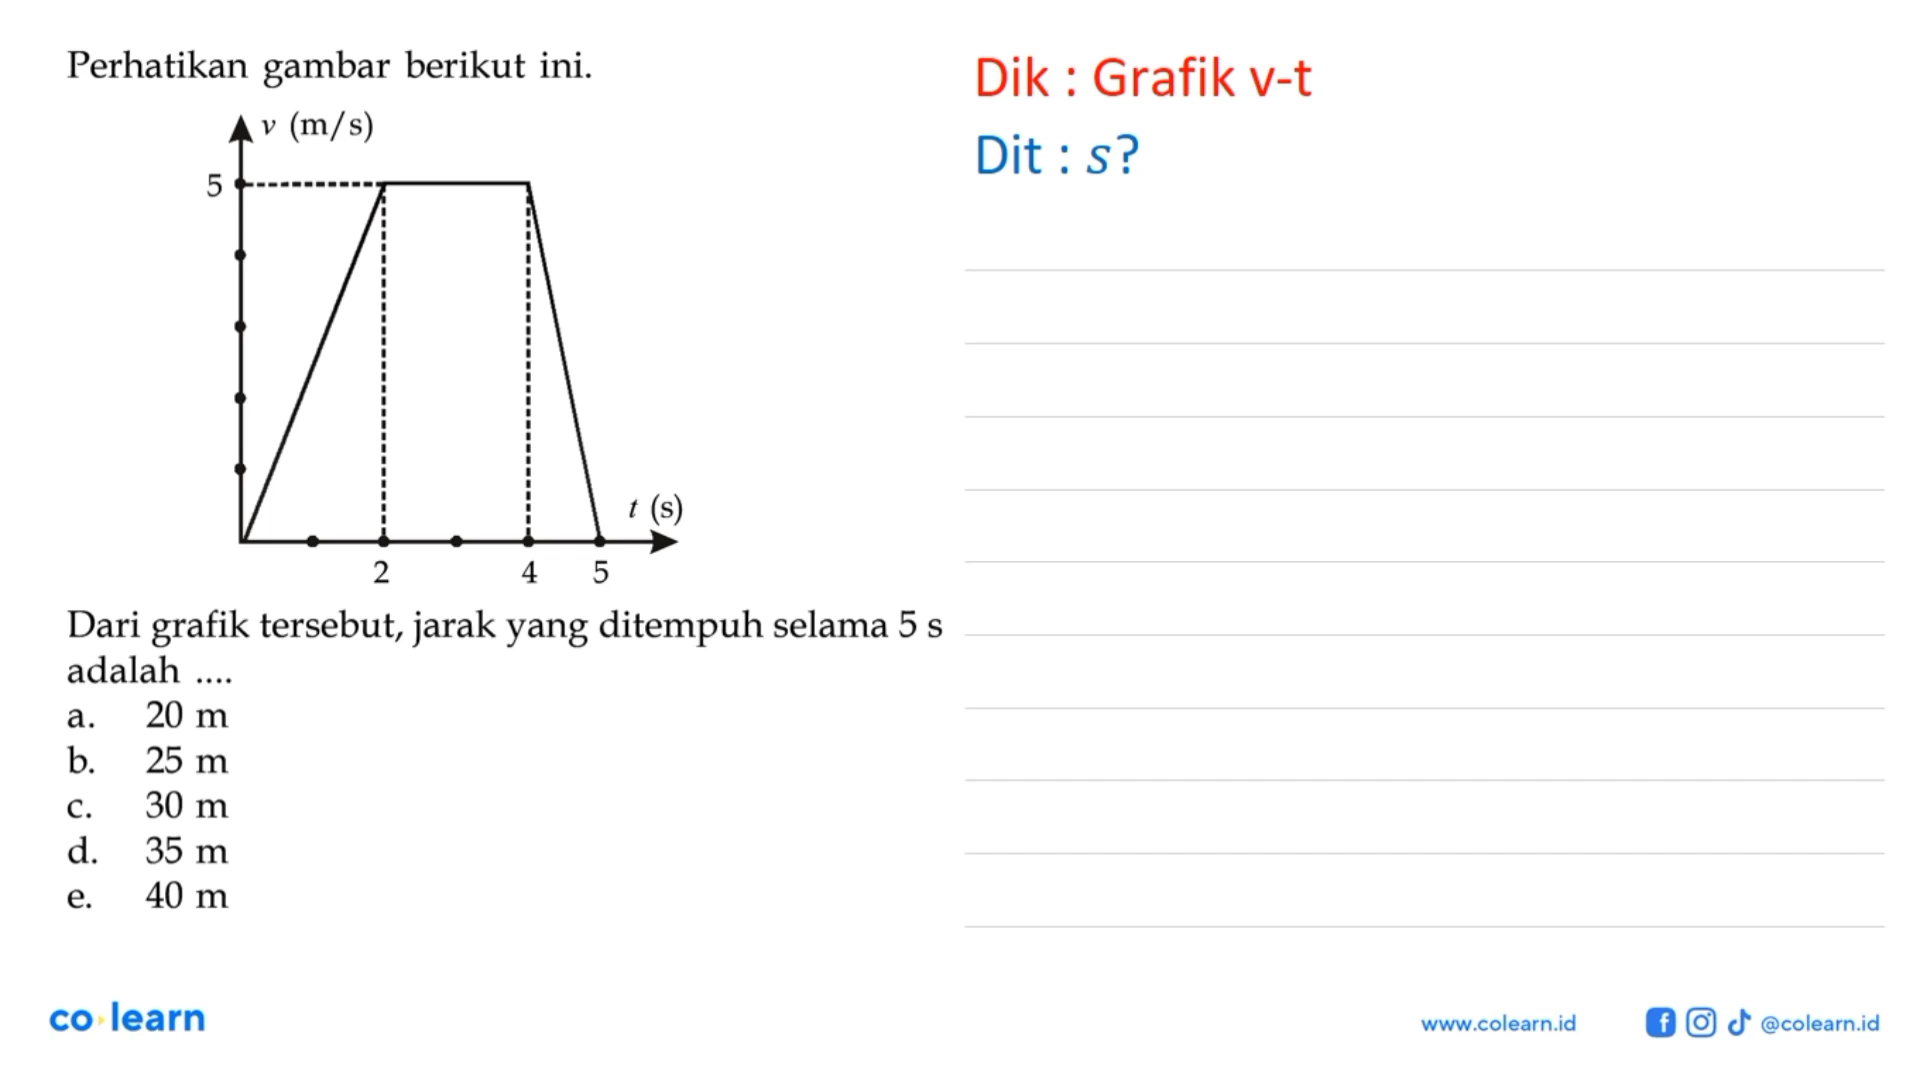 Perhatikan gambar berikut ini.
v (m/s)
5
t (s)
2 4 5
Dari grafik tersebut, jarak yang ditempuh selama 5 s
adalah ....
a. 20 m
b. 25 m
c. 30 m
d. 35 m
e. 40 m
Dik : Grafik v-t
Dit : s?
co learn
www.colearn.id
@colearn.id